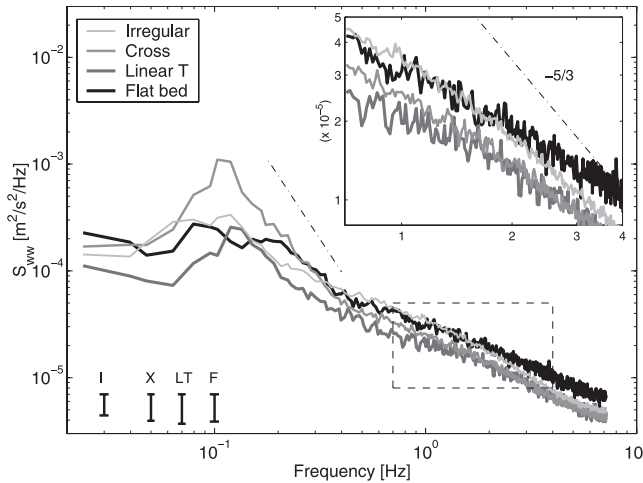 Irregular
Cross
Linear T
Flat bed
10⁻²
10⁻³
10⁻⁴
10⁻⁵
S_ww [m²/s²/Hz]
5
4
3
2
1
(x 10⁻⁵)
−5/3
1
2
3
4
I X LT F
10⁻¹
10⁰
10
Frequency [Hz]